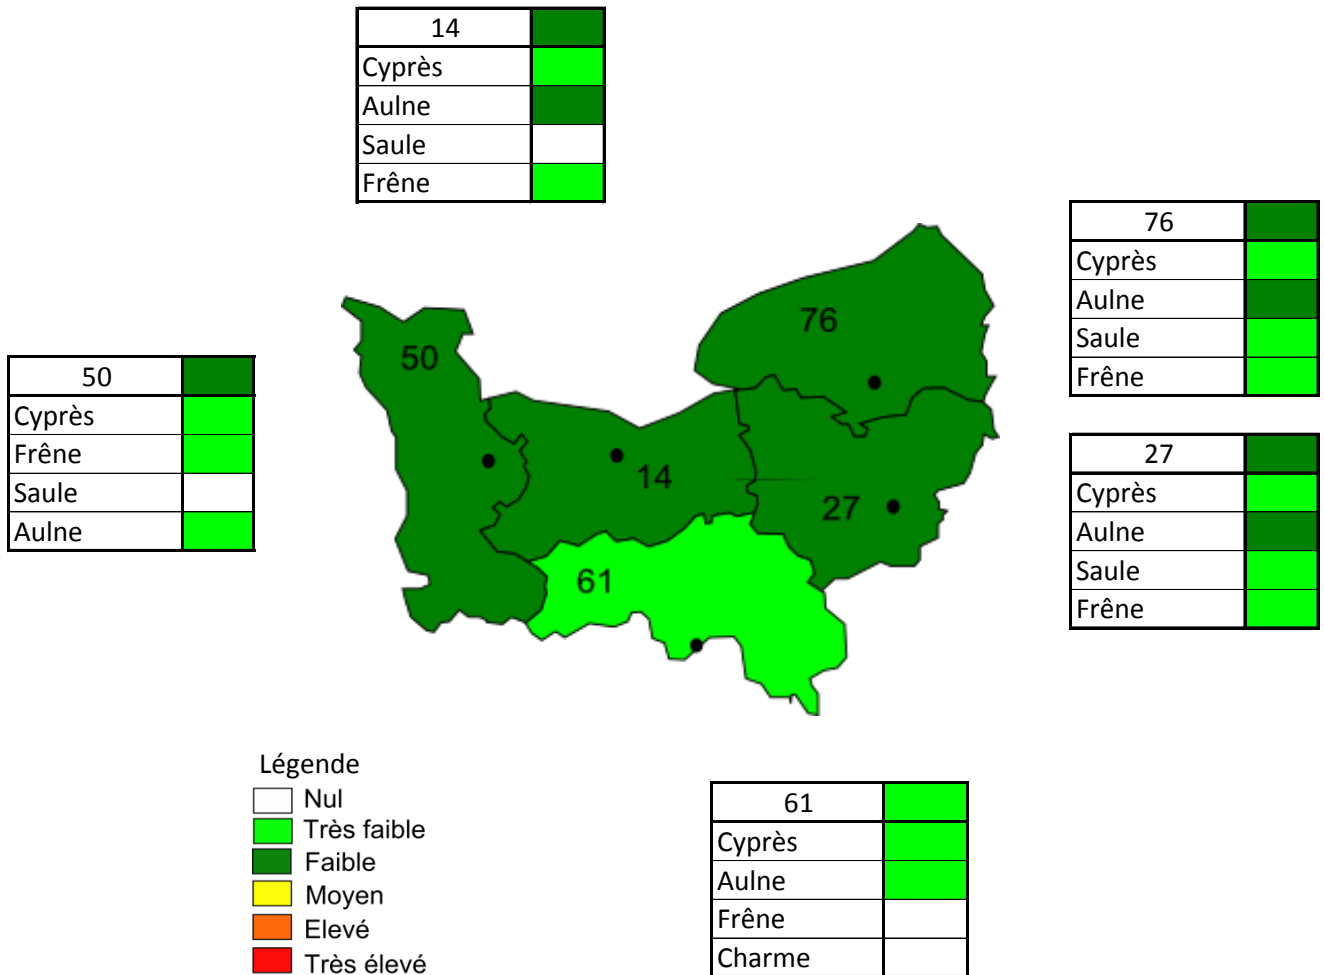 14
Cyprès
Aulne
Saule
Frêne
76
Cyprès
Aulne
Saule
Frêne
50
Cyprès
Frêne
Saule
Aulne
27
Cyprès
Aulne
Saule
Frêne
76
50
14
27
61
Légende
Nul
Très faible
Faible
Moyen
Elevé
Très élevé
61
Cyprès
Aulne
Frêne
Charme